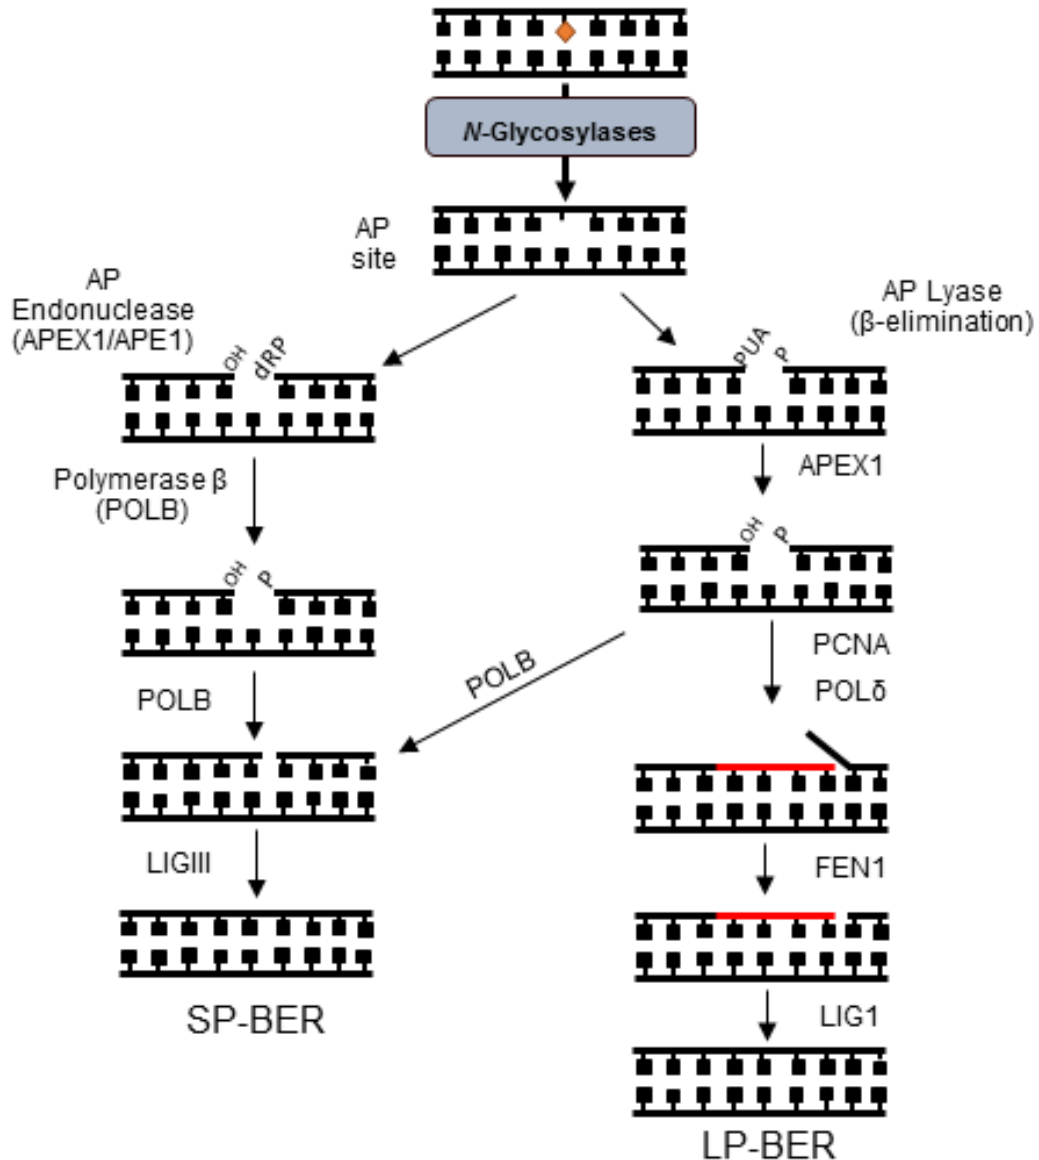 N-Glycosylases
AP
site
AP
Endonuclease
(APEX1/APE1)
AP Lyase
(β-elimination)
OH
dRP
PUA
P
Polymerase β
(POLB)
APEX1
OH
P
OH
P
POLB
POLB
PCNA
POLδ
LIGIII
FEN1
SP-BER
LIG1
LP-BER